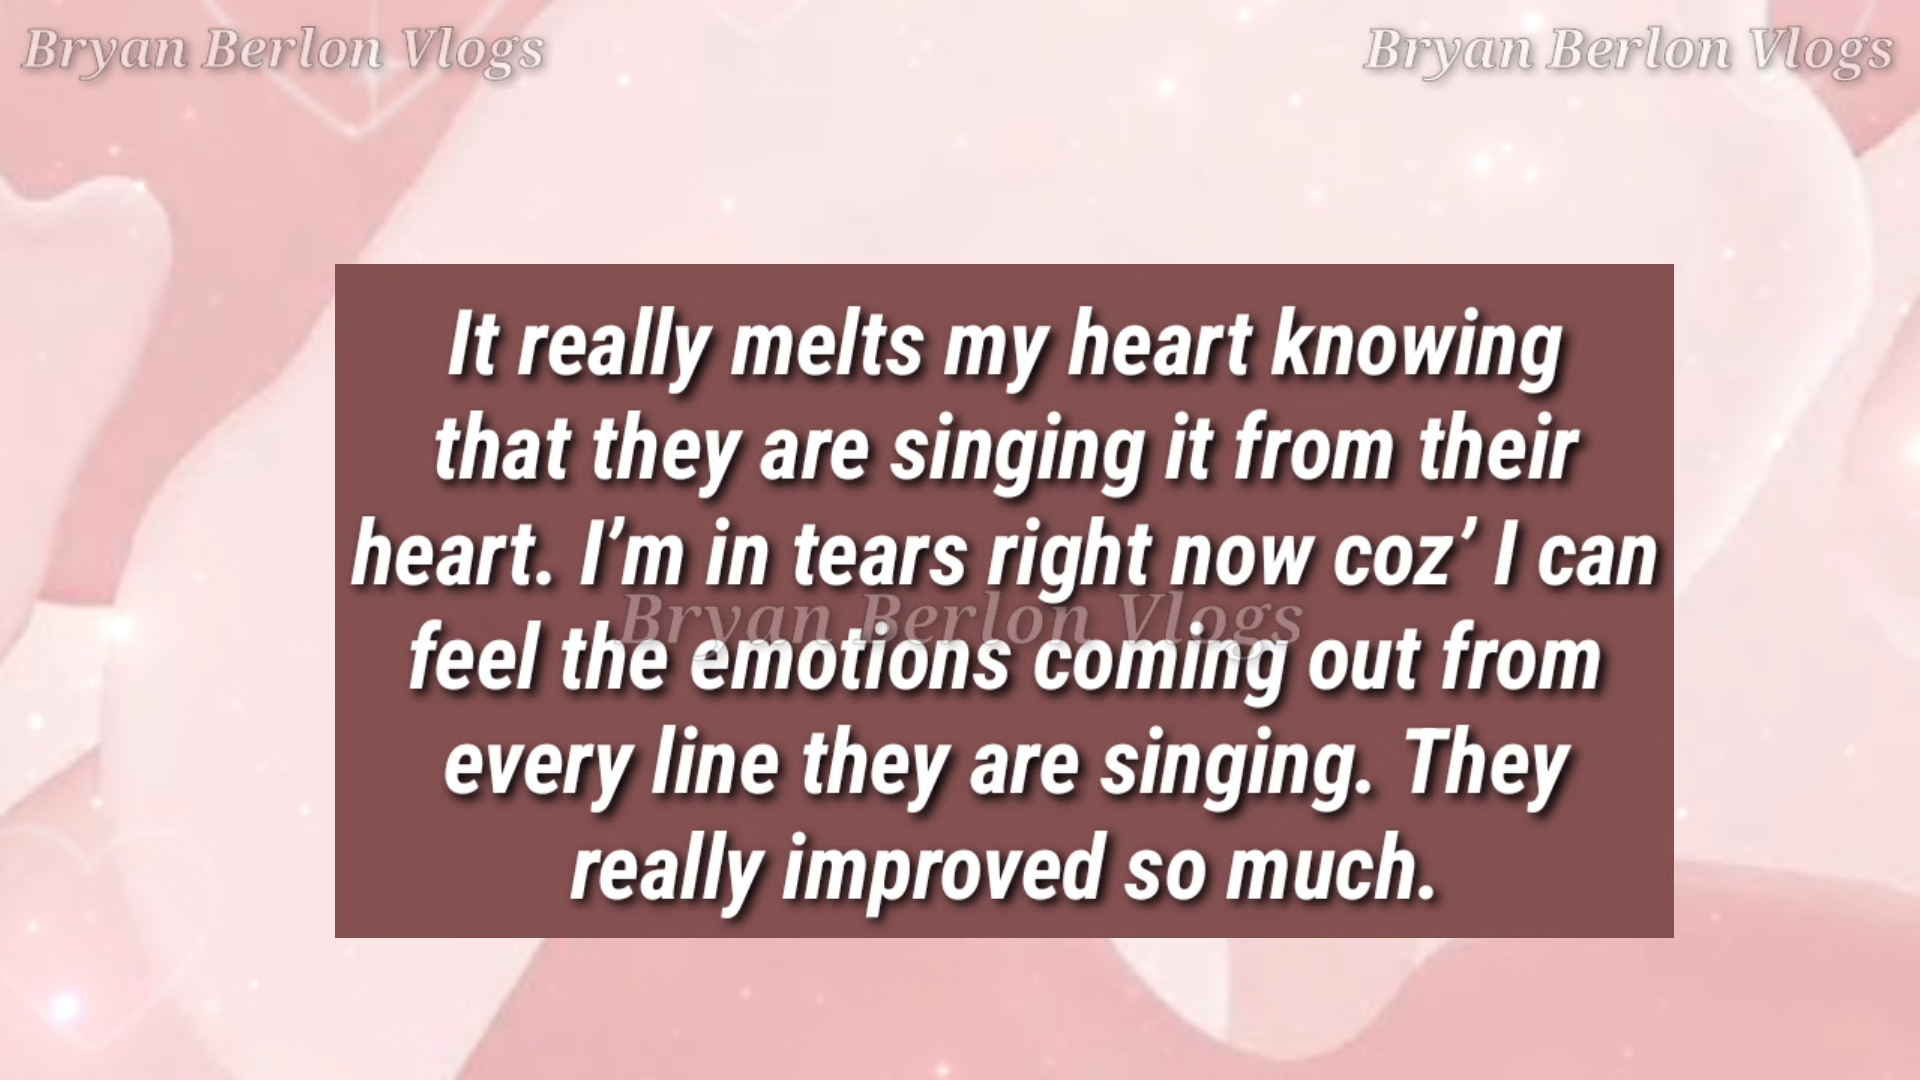 Bryan Berlon Vlogs
Bryan Berlon Vlogs
It really melts my heart knowing
that they are singing it from their
heart. I’m in tears right now coz’ I can
Bryan Berlon Vlogs
feel the emotions coming out from
every line they are singing. They
really improved so much.